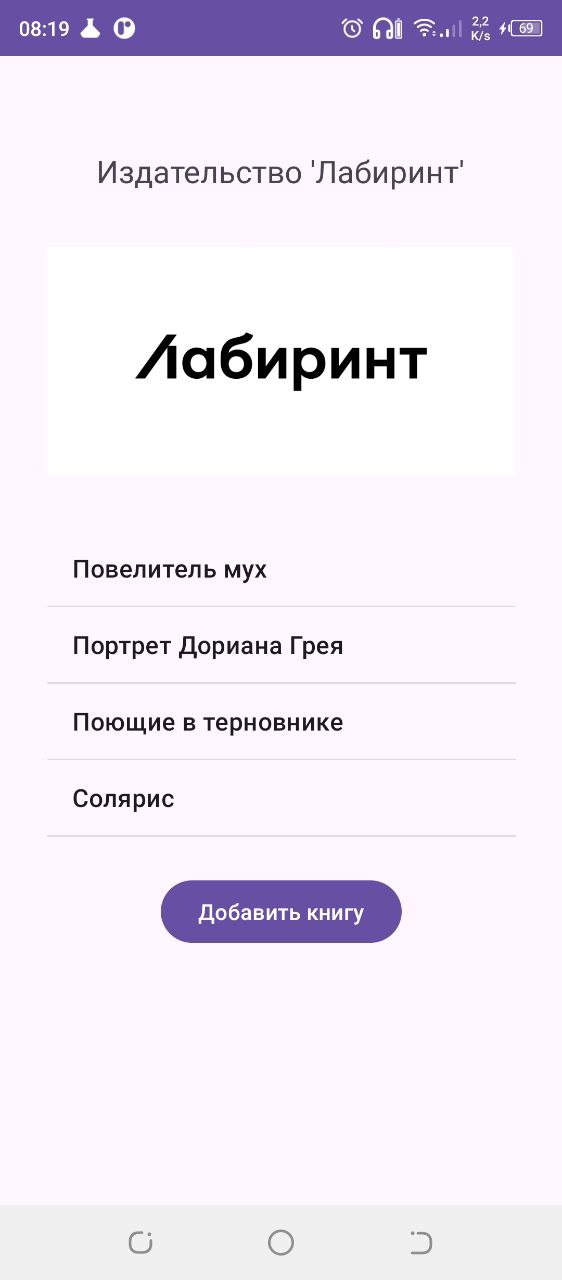 08:19
2,2
K/s
69
Издательство 'Лабиринт'
Лабиринт
Повелитель мух
Портрет Дориана Грея
Поющие в терновнике
Солярис
Добавить книгу